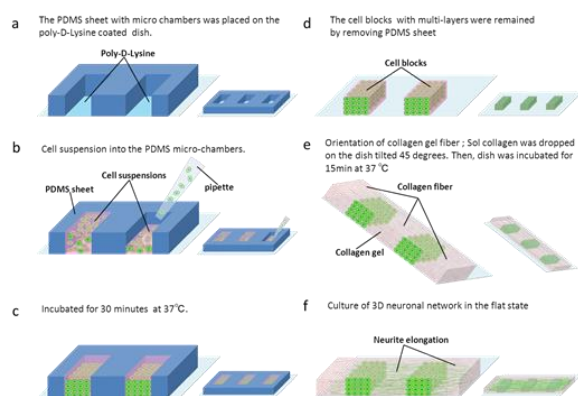 a The PDMS sheet with micro chambers was placed on the
poly-D-Lysine coated dish.
Poly-D-Lysine
b Cell suspension into the PDMS micro-chambers.
Cell suspensions
PDMS sheet
pipette
c Incubated for 30 minutes at 37℃.
d The cell blocks with multi-layers were remained
by removing PDMS sheet
Cell blocks
e Orientation of collagen gel fiber ; Sol collagen was dropped
on the dish tilted 45 degrees. Then, dish was incubated for
15min at 37 ℃
Collagen fiber
Collagen gel
f Culture of 3D neuronal network in the flat state
Neurite elongation